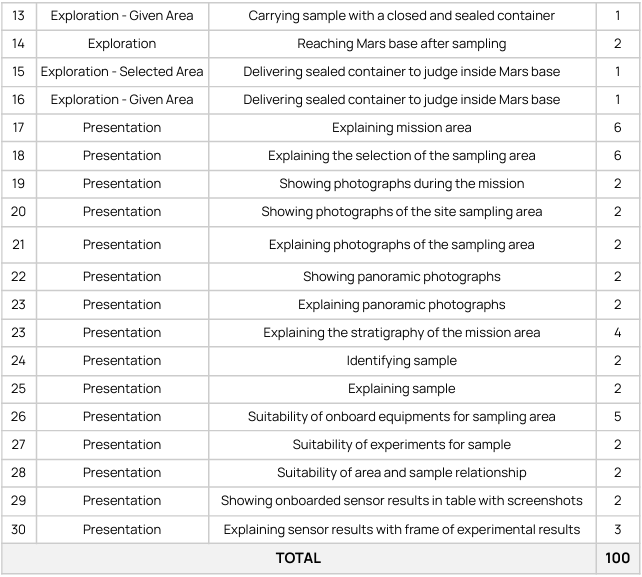 13 Exploration - Given Area Carrying sample with a closed and sealed container 1
14 Exploration Reaching Mars base after sampling 2
15 Exploration - Selected Area Delivering sealed container to judge inside Mars base 1
16 Exploration - Given Area Delivering sealed container to judge inside Mars base 1
17 Presentation Explaining mission area 6
18 Presentation Explaining the selection of the sampling area 6
19 Presentation Showing photographs during the mission 2
20 Presentation Showing photographs of the site sampling area 2
21 Presentation Explaining photographs of the sampling area 2
22 Presentation Showing panoramic photographs 2
23 Presentation Explaining panoramic photographs 2
23 Presentation Explaining the stratigraphy of the mission area 4
24 Presentation Identifying sample 2
25 Presentation Explaining sample 2
26 Presentation Suitability of onboard equipments for sampling area 5
27 Presentation Suitability of experiments for sample 2
28 Presentation Suitability of area and sample relationship 2
29 Presentation Showing onboarded sensor results in table with screenshots 2
30 Presentation Explaining sensor results with frame of experimental results 3
TOTAL 100